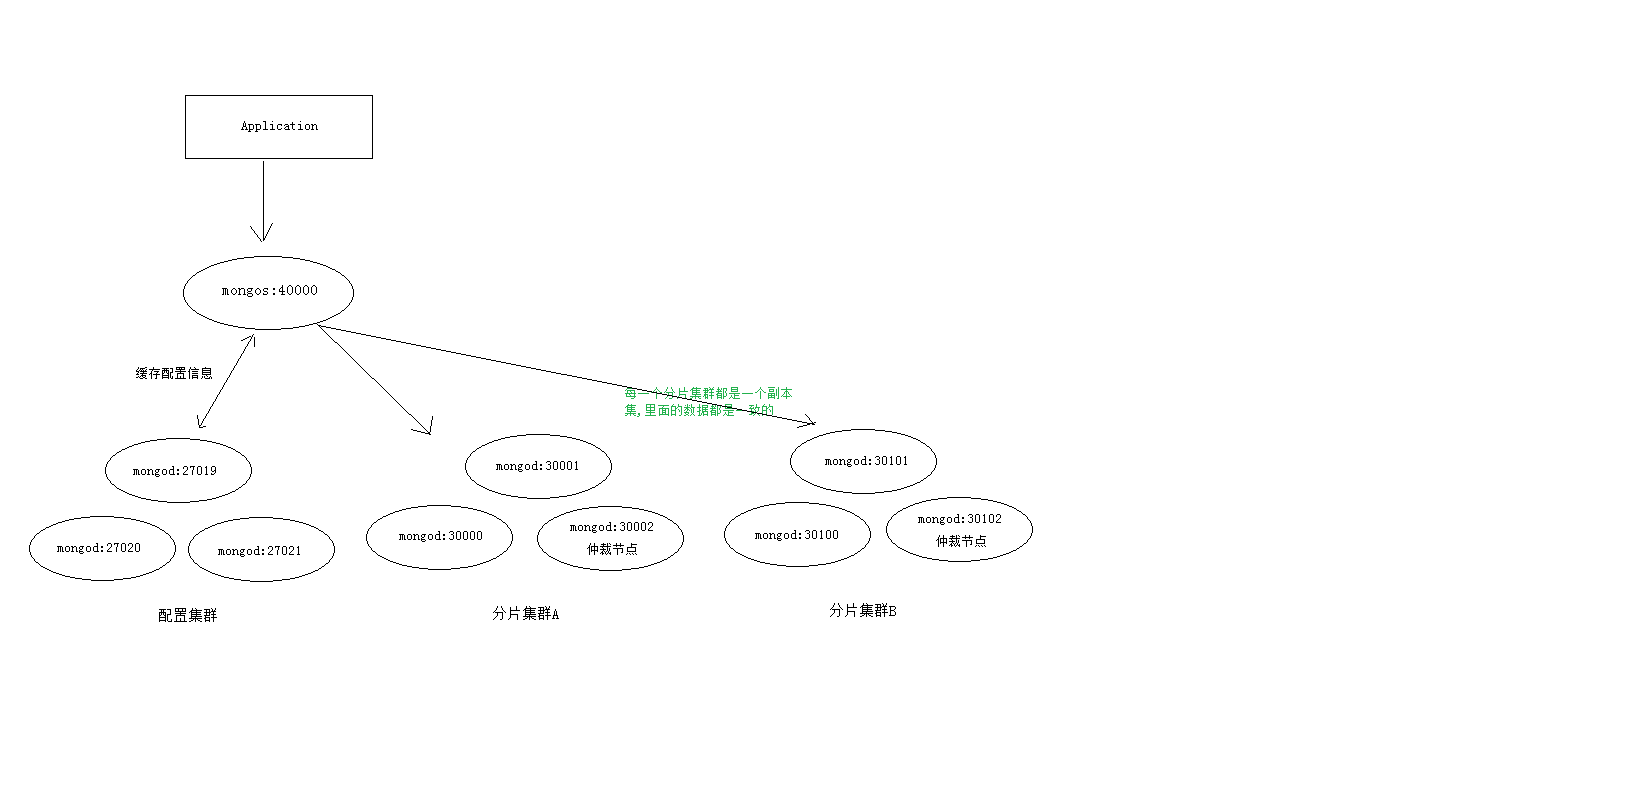 Application
mongos:40000
缓存配置信息
每一个分片集群都是一个副本
集,里面的数据都是一致的
mongod:27019
mongod:27020
mongod:27021
配置集群
mongod:30001
mongod:30000
mongod:30002
仲裁节点
分片集群A
mongod:30101
mongod:30100
mongod:30102
仲裁节点
分片集群B